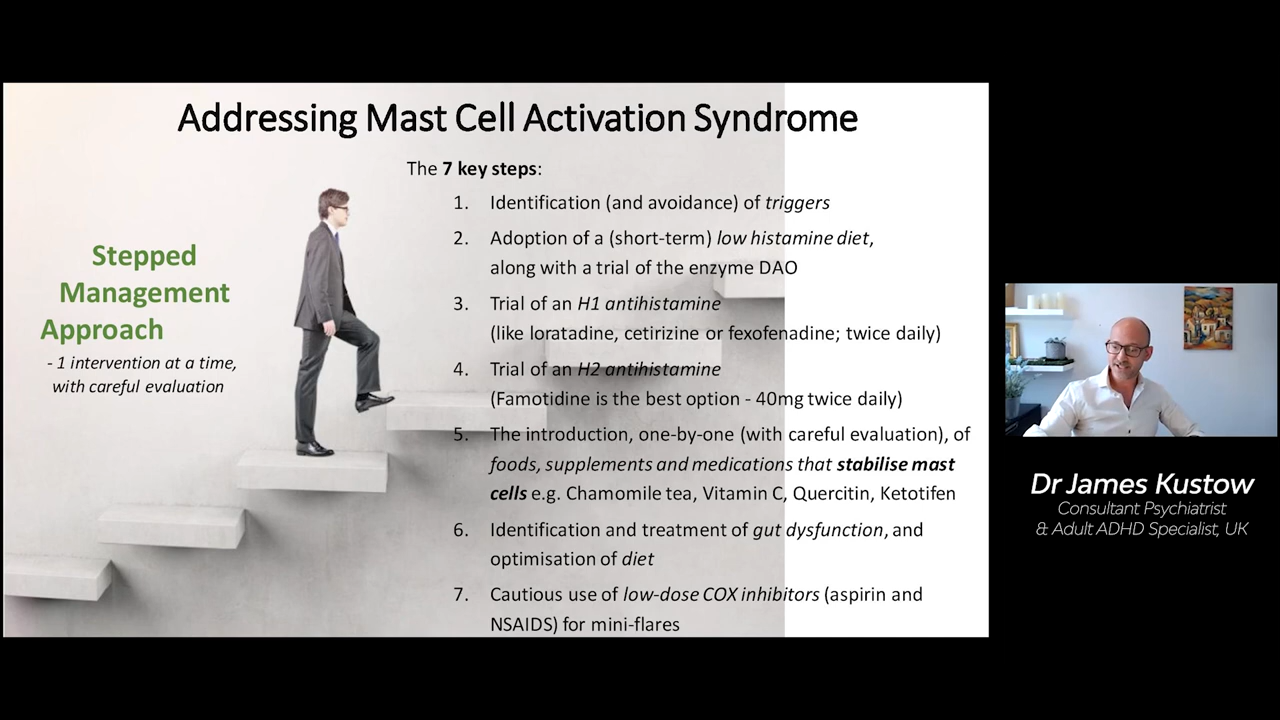 Addressing Mast Cell Activation Syndrome
The 7 key steps:
1. Identification (and avoidance) of triggers
2. Adoption of a (short-term) low histamine diet,
along with a trial of the enzyme DAO
3. Trial of an H1 antihistamine
(like loratadine, cetirizine or fexofenadine; twice daily)
4. Trial of an H2 antihistamine
(Famotidine is the best option - 40mg twice daily)
5. The introduction, one-by-one (with careful evaluation), of
foods, supplements and medications that stabilise mast
cells e.g. Chamomile tea, Vitamin C, Quercitin, Ketotifen
6. Identification and treatment of gut dysfunction, and
optimisation of diet
7. Cautious use of low-dose COX inhibitors (aspirin and
NSAIDS) for mini-flares
Stepped
Management
Approach
- 1 intervention at a time,
with careful evaluation
Dr James Kustow
Consultant Psychiatrist
& Adult ADHD Specialist, UK